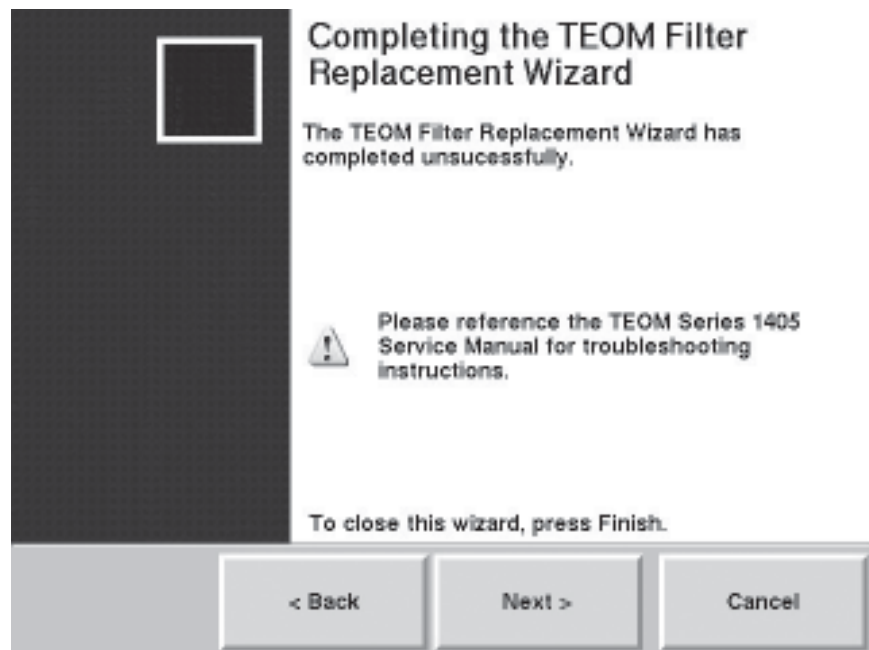 Completing the TEOM Filter
Replacement Wizard
The TEOM Filter Replacement Wizard has
completed unsucessfully.
Please reference the TEOM Series 1405
Service Manual for troubleshooting
instructions.
To close this wizard, press Finish.
< Back
Next >
Cancel